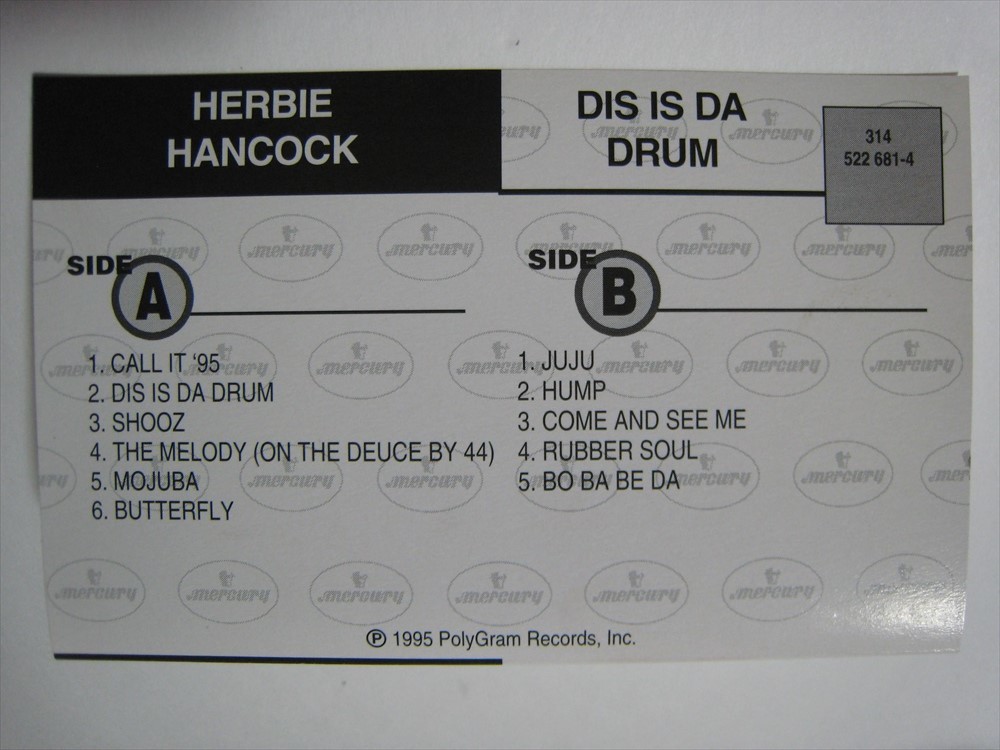 HERBIE
HANCOCK
DIS IS DA
DRUM
314
522 681-4
SIDE A
1. CALL IT ‘95
2. DIS IS DA DRUM
3. SHOOZ
4. THE MELODY (ON THE DEUCE BY 44)
5. MOJUBA
6. BUTTERFLY
SIDE B
1. JUJU
2. HUMP
3. COME AND SEE ME
4. RUBBER SOUL
5. BO BA BE DA
mercury
℗ 1995 PolyGram Records, Inc.